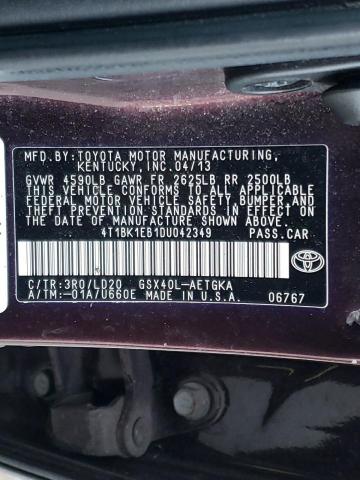 MFD.BY:TOYOTA MOTOR MANUFACTURING,
KENTUCKY,INC.04/13
GVWR 4590LB GAWR FR 2625LB RR 2500LB
THIS VEHICLE CONFORMS TO ALL APPLICABLE
FEDERAL MOTOR VEHICLE SAFETY, BUMPER,
AND THEFT PREVENTION STANDARDS IN EFFECT
ON THE DATE OF MANUFACTURE SHOWN ABOVE.
4T1BK1EB1DU042349 PASS.CAR
C/TR:3R0/LD20 GSX40L-AETGKA
A/TM:-01A/U660E 06767